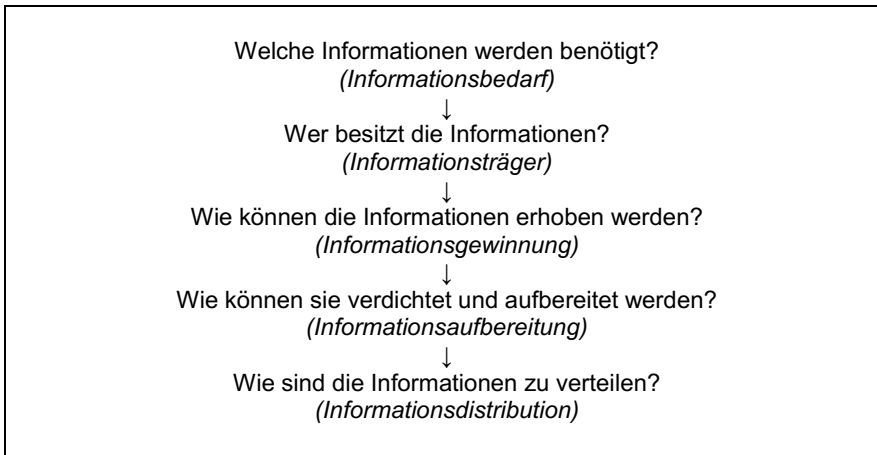 Welche Informationen werden benötigt?
(Informationsbedarf)
↓
Wer besitzt die Informationen?
(Informationsträger)
↓
Wie können die Informationen erhoben werden?
(Informationsgewinnung)
↓
Wie können sie verdichtet und aufbereitet werden?
(Informationsaufbereitung)
↓
Wie sind die Informationen zu verteilen?
(Informationsdistribution)